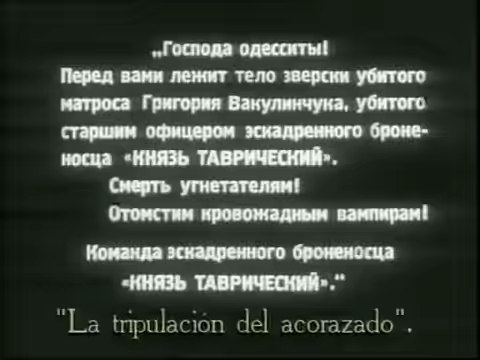 „Господа одесситы!
Перед вами лежит тело зверски убитого
матроса Григория Вакулинчука, убитого
старшим офицером эскадренного броне-
носца «КНЯЗЬ ТАВРИЧЕСКИЙ».
Смерть угнетателям!
Отомстим кровожадным вампирам!
Команда эскадренного броненосца
«КНЯЗЬ ТАВРИЧЕСКИЙ».“
"La tripulación del acorazado".